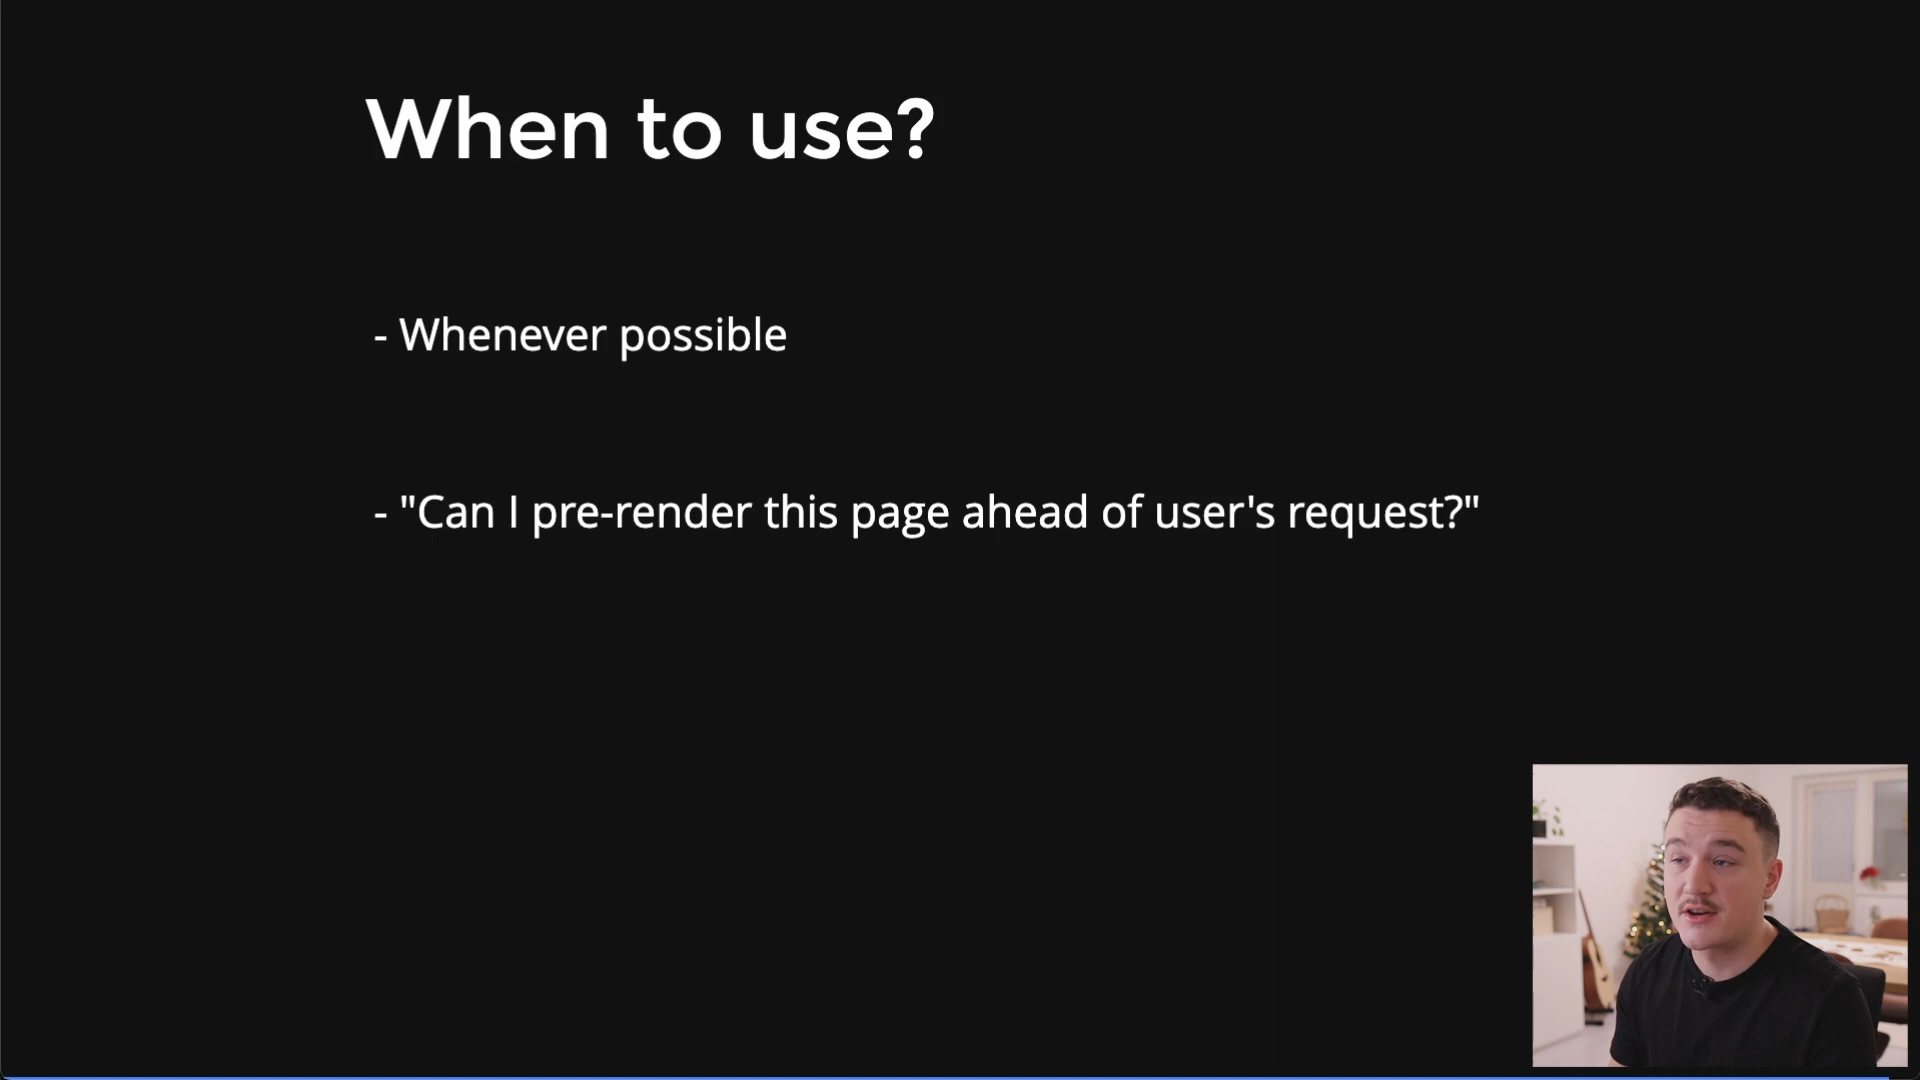 When to use?
- Whenever possible
- "Can I pre-render this page ahead of user's request?"